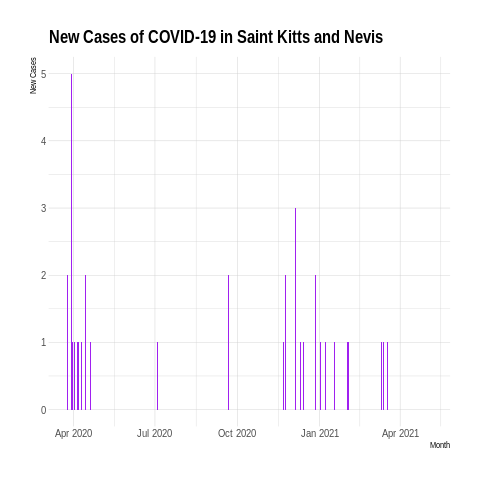 New Cases of COVID-19 in Saint Kitts and Nevis
New Cases
5
4
3
2
1
0
Apr 2020 Jul 2020 Oct 2020 Jan 2021 Apr 2021
Month